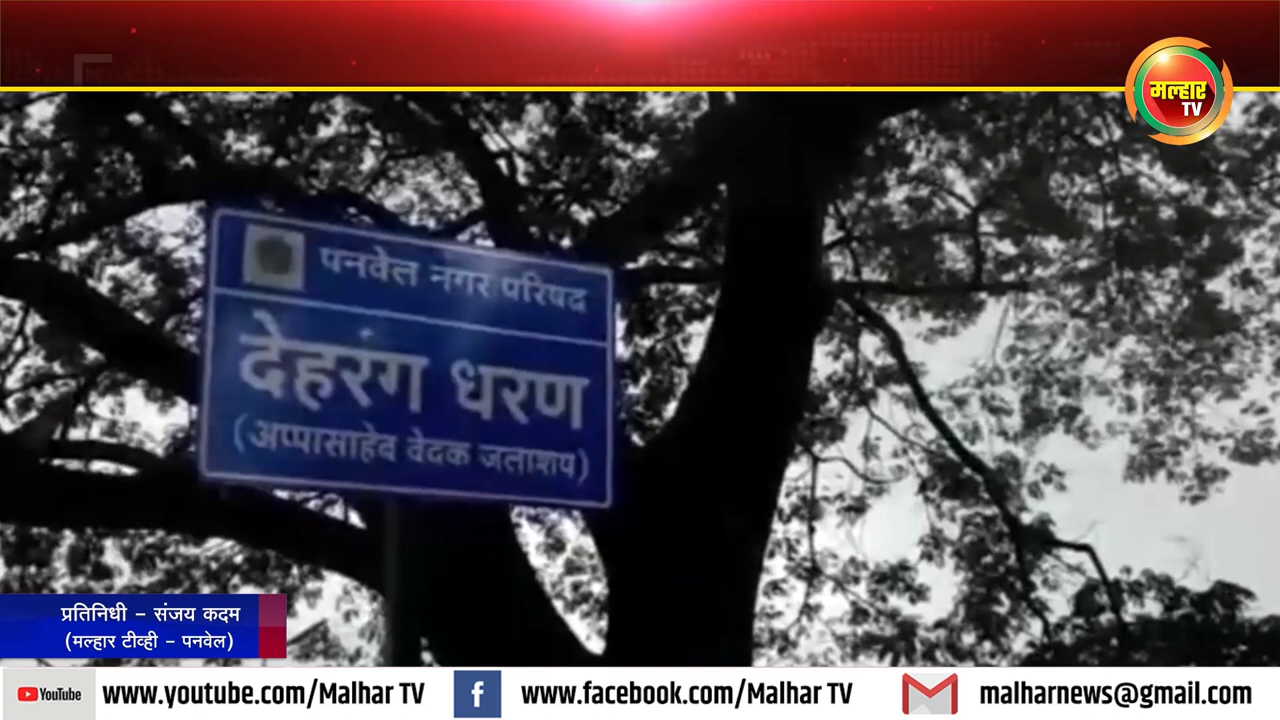 मल्हार
TV
पनवेल नगर परिषद
देहरंग धरण
(अप्पासाहेब वेदक जलाशय)
प्रतिनिधी – संजय कदम
(मल्हार टीव्ही – पनवेल)
YouTube
www.youtube.com/Malhar TV
f
www.facebook.com/Malhar TV
malharnews@gmail.com